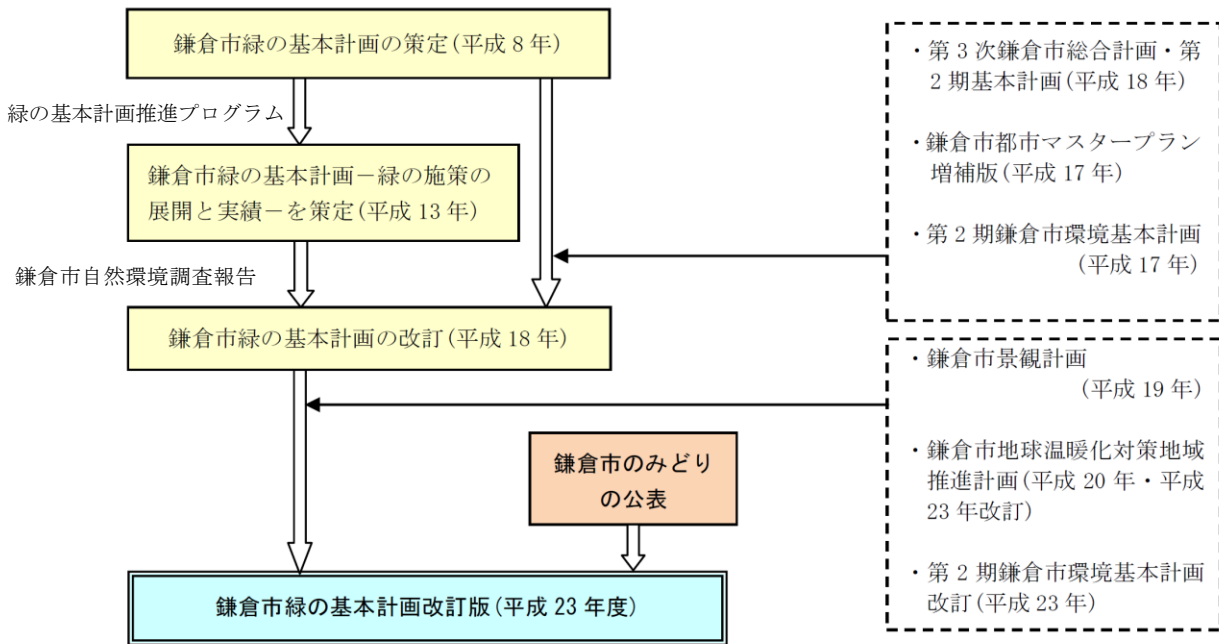 鎌倉市緑の基本計画の策定(平成 8 年)
緑の基本計画推進プログラム
鎌倉市緑の基本計画－緑の施策の
展開と実績－を策定(平成 13 年)
鎌倉市自然環境調査報告
鎌倉市緑の基本計画の改訂(平成 18 年)
鎌倉市のみどり
の公表
鎌倉市緑の基本計画改訂版(平成 23 年度)
・第 3 次鎌倉市総合計画・第
2 期基本計画(平成 18 年)
・鎌倉市都市マスタープラン
増補版(平成 17 年)
・第 2 期鎌倉市環境基本計画
(平成 17 年)
・鎌倉市景観計画
(平成 19 年)
・鎌倉市地球温暖化対策地域
推進計画(平成 20 年・平成
23 年改訂)
・第 2 期鎌倉市環境基本計画
改訂(平成 23 年)